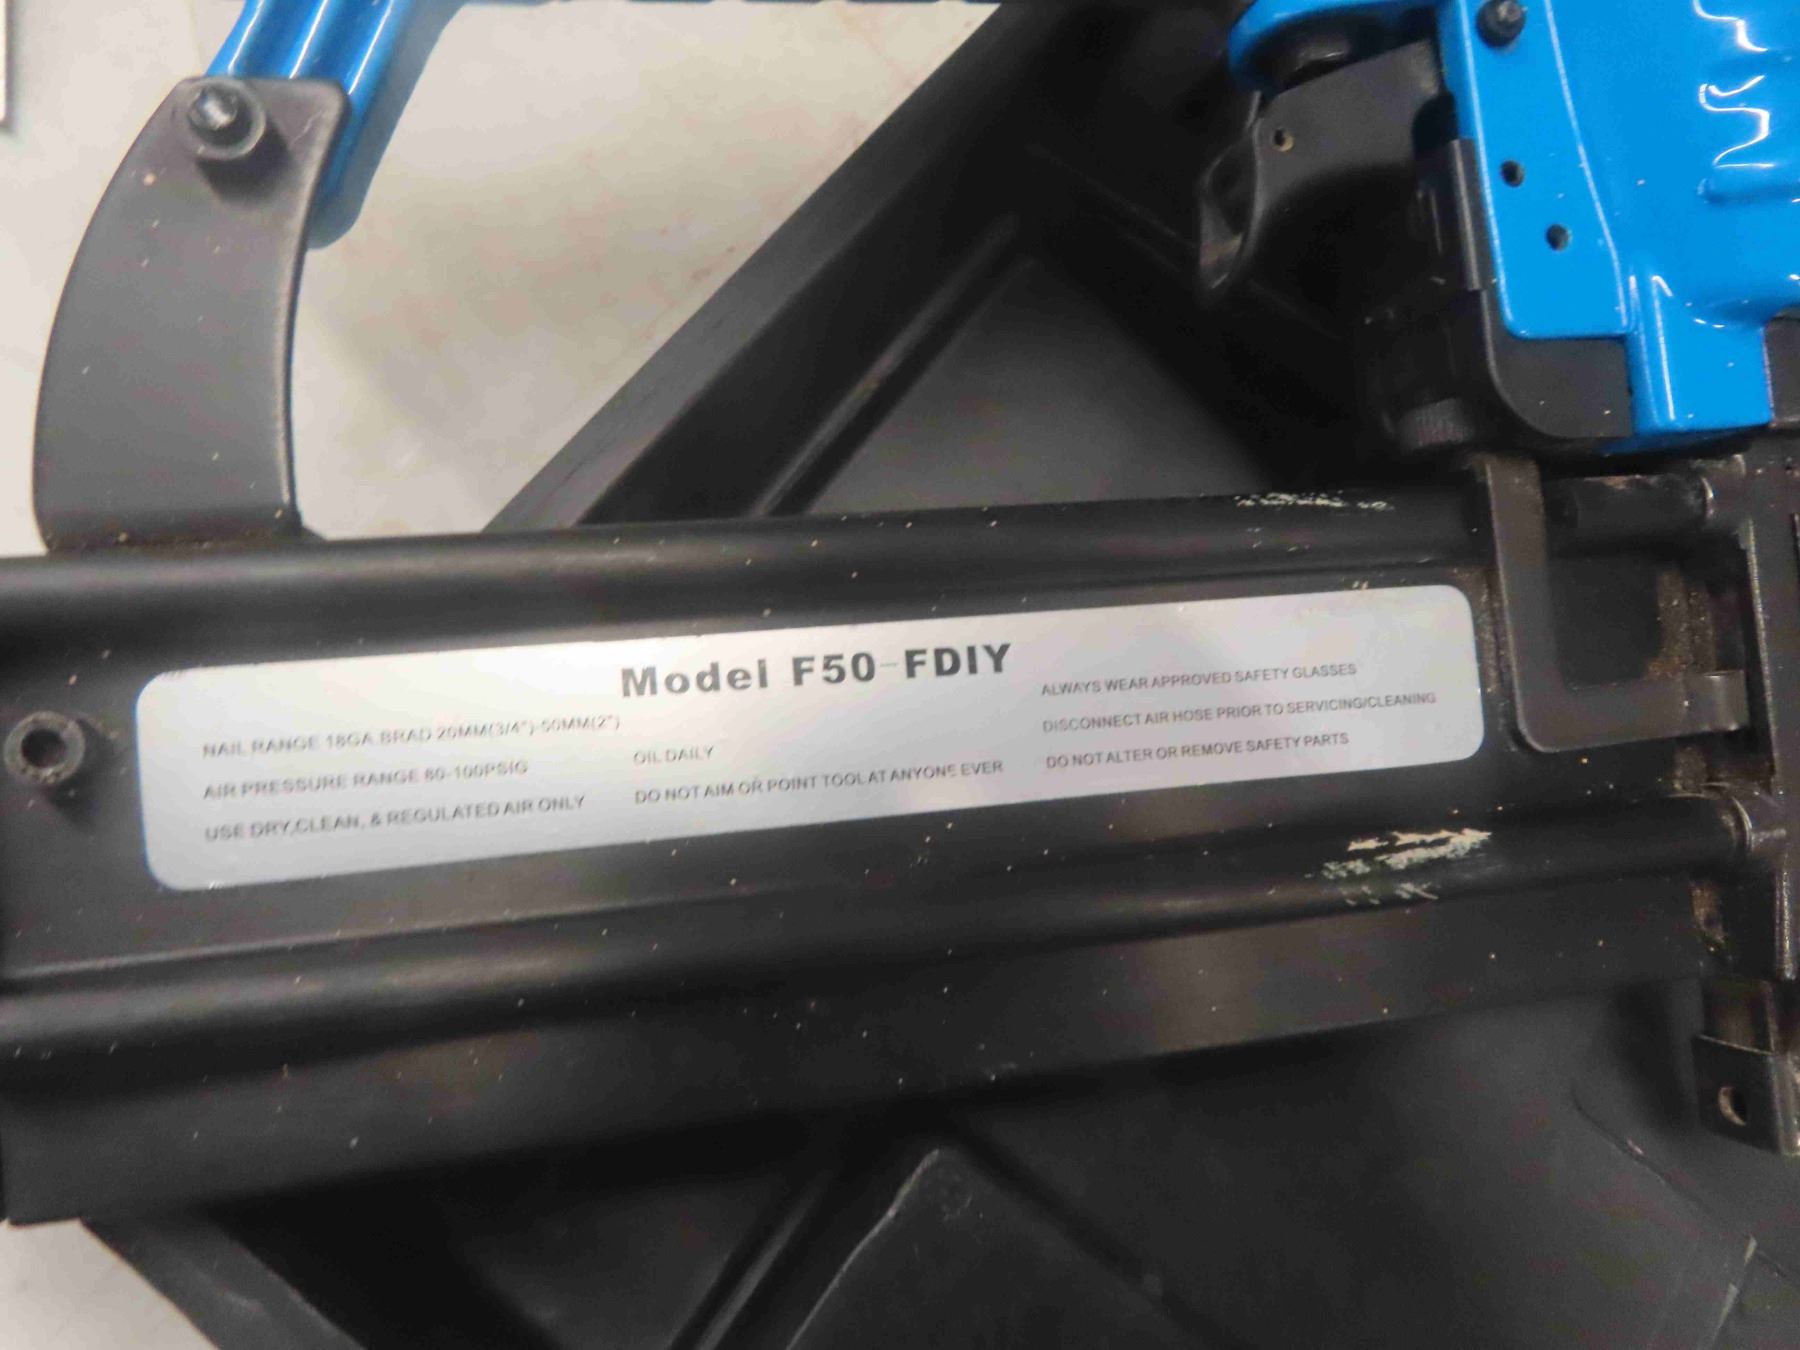 Model F50-FDIY
NAIL RANGE 18GA BRAD 20MM(3/4")-50MM(2")
AIR PRESSURE RANGE 80-100PSIG
USE DRY,CLEAN, & REGULATED AIR ONLY
OIL DAILY
DO NOT AIM OR POINT TOOL AT ANYONE EVER
ALWAYS WEAR APPROVED SAFETY GLASSES
DISCONNECT AIR HOSE PRIOR TO SERVICING/CLEANING
DO NOT ALTER OR REMOVE SAFETY PARTS